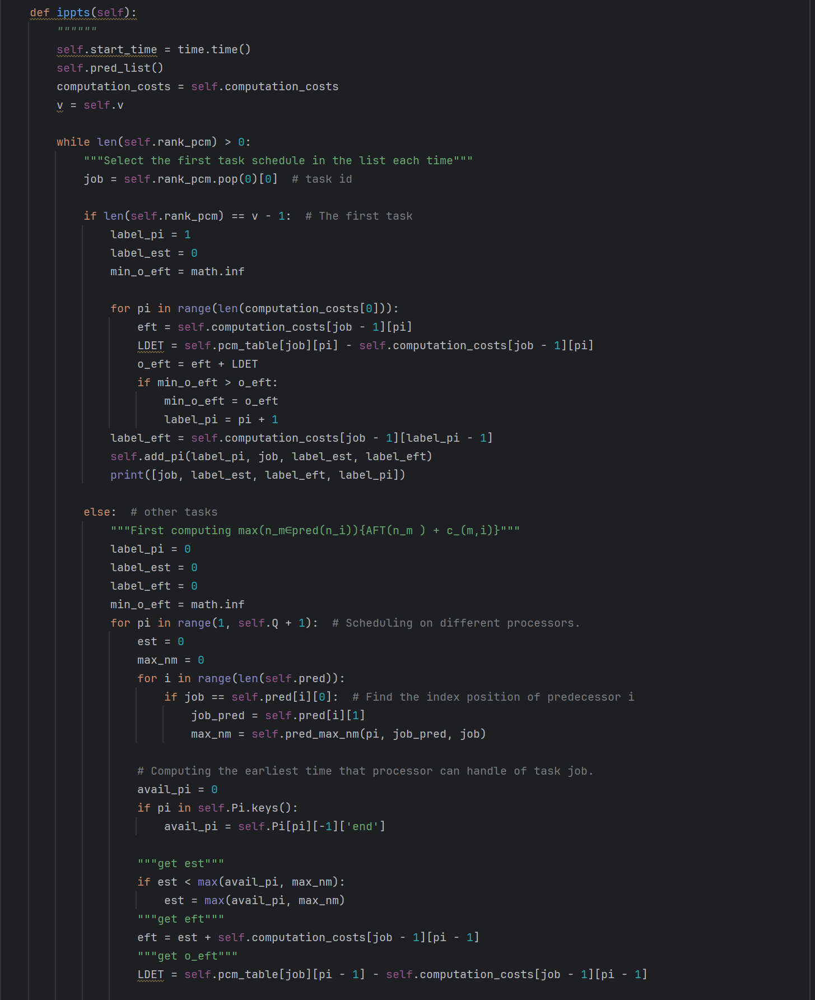 def ippts(self):
    """"""
    self.start_time = time.time()
    self.pred_list()
    computation_costs = self.computation_costs
    v = self.v

    while len(self.rank_pcm) > 0:
        """Select the first task schedule in the list each time"""
        job = self.rank_pcm.pop(0)[0]  # task id

        if len(self.rank_pcm) == v - 1:  # The first task
            label_pi = 1
            label_est = 0
            min_o_eft = math.inf

            for pi in range(len(computation_costs[0])):
                eft = self.computation_costs[job - 1][pi]
                LDET = self.pcm_table[job][pi] - self.computation_costs[job - 1][pi]
                o_eft = eft + LDET
                if min_o_eft > o_eft:
                    min_o_eft = o_eft
                    label_pi = pi + 1
            label_eft = self.computation_costs[job - 1][label_pi - 1]
            self.add_pi(label_pi, job, label_est, label_eft)
            print([job, label_est, label_eft, label_pi])

        else:  # other tasks
            """First computing max(n_m∈pred(n_i)){AFT(n_m ) + c_(m,i)}"""
            label_pi = 0
            label_est = 0
            label_eft = 0
            min_o_eft = math.inf
            for pi in range(1, self.Q + 1):  # Scheduling on different processors.
                est = 0
                max_nm = 0
                for i in range(len(self.pred)):
                    if job == self.pred[i][0]:  # Find the index position of predecessor i
                        job_pred = self.pred[i][1]
                        max_nm = self.pred_max_nm(pi, job_pred, job)

                # Computing the earliest time that processor can handle of task job.
                avail_pi = 0
                if pi in self.Pi.keys():
                    avail_pi = self.Pi[pi][-1]['end']

                """get est"""
                if est < max(avail_pi, max_nm):
                    est = max(avail_pi, max_nm)
                """get eft"""
                eft = est + self.computation_costs[job - 1][pi - 1]
                """get o_eft"""
                LDET = self.pcm_table[job][pi - 1] - self.computation_costs[job - 1][pi - 1]